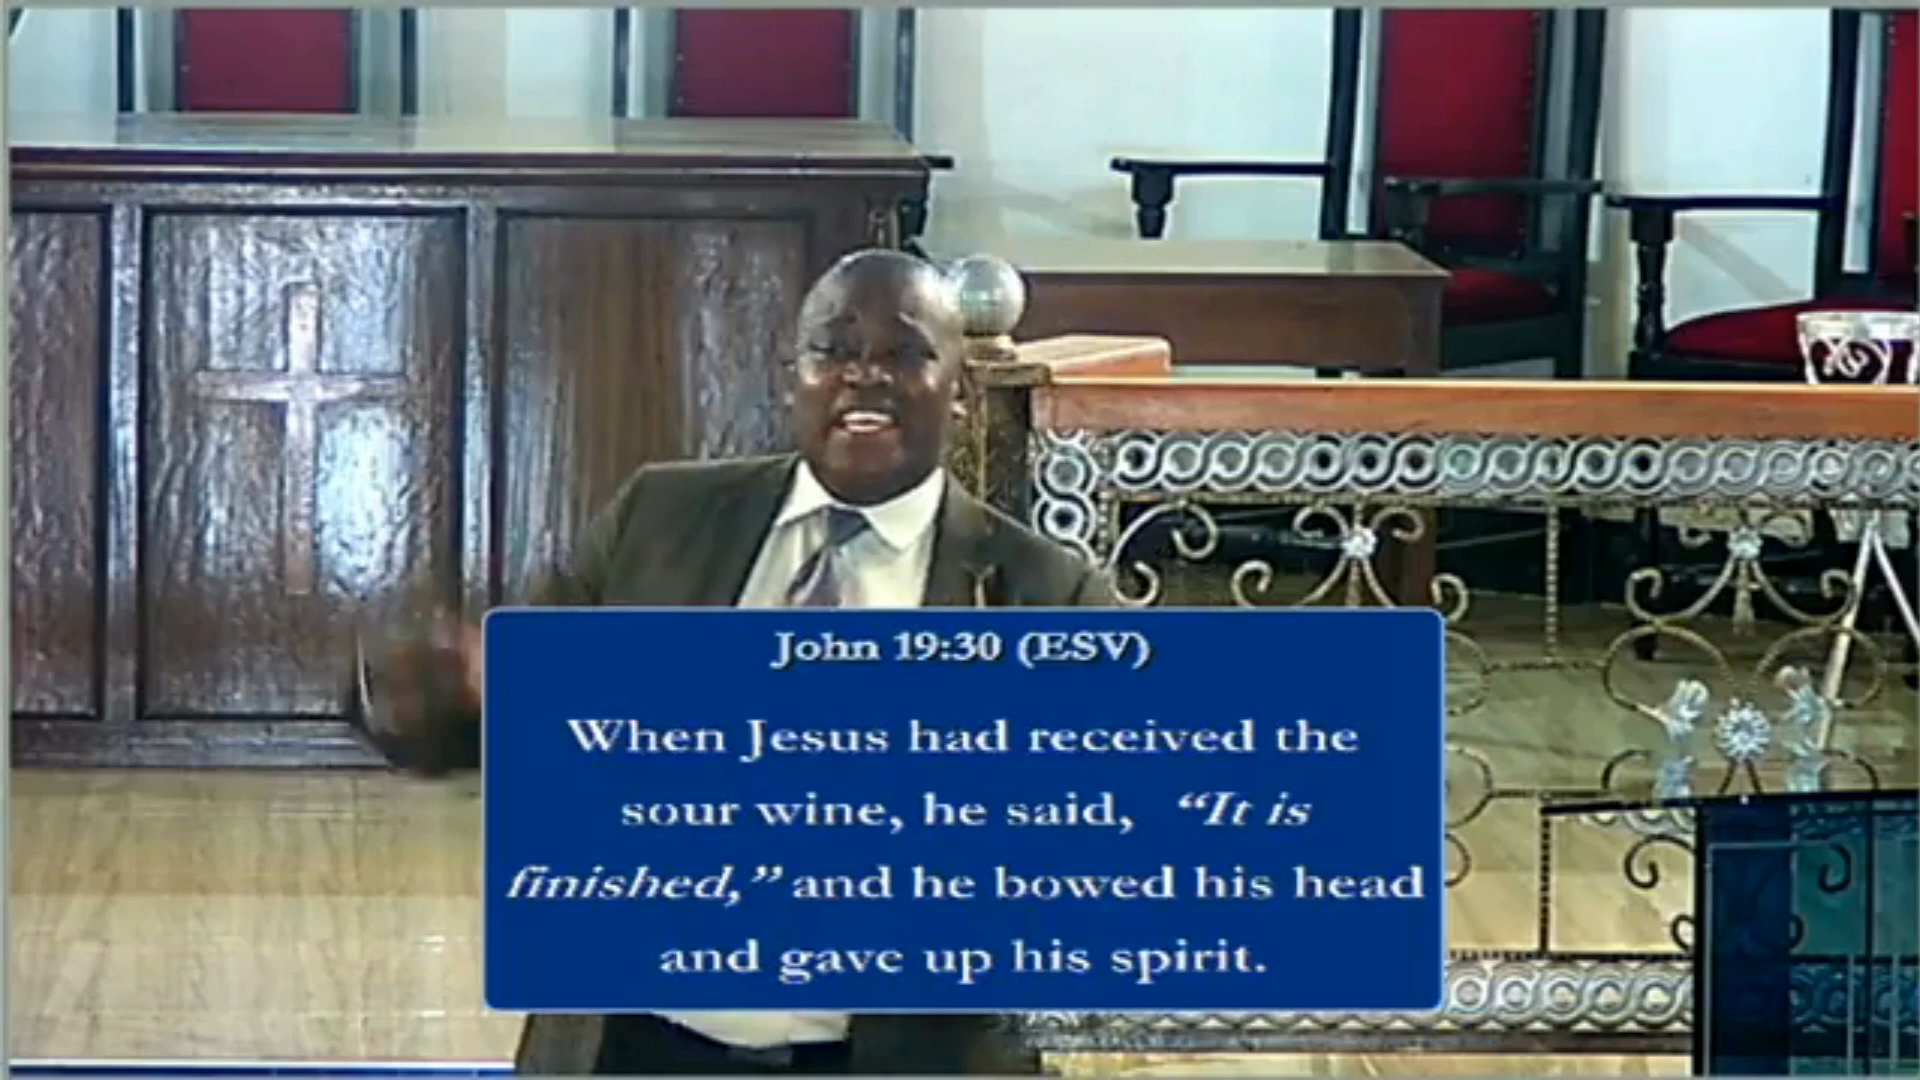 John 19:30 (ESV)
When Jesus had received the
sour wine, he said, “It is
finished,” and he bowed his head
and gave up his spirit.